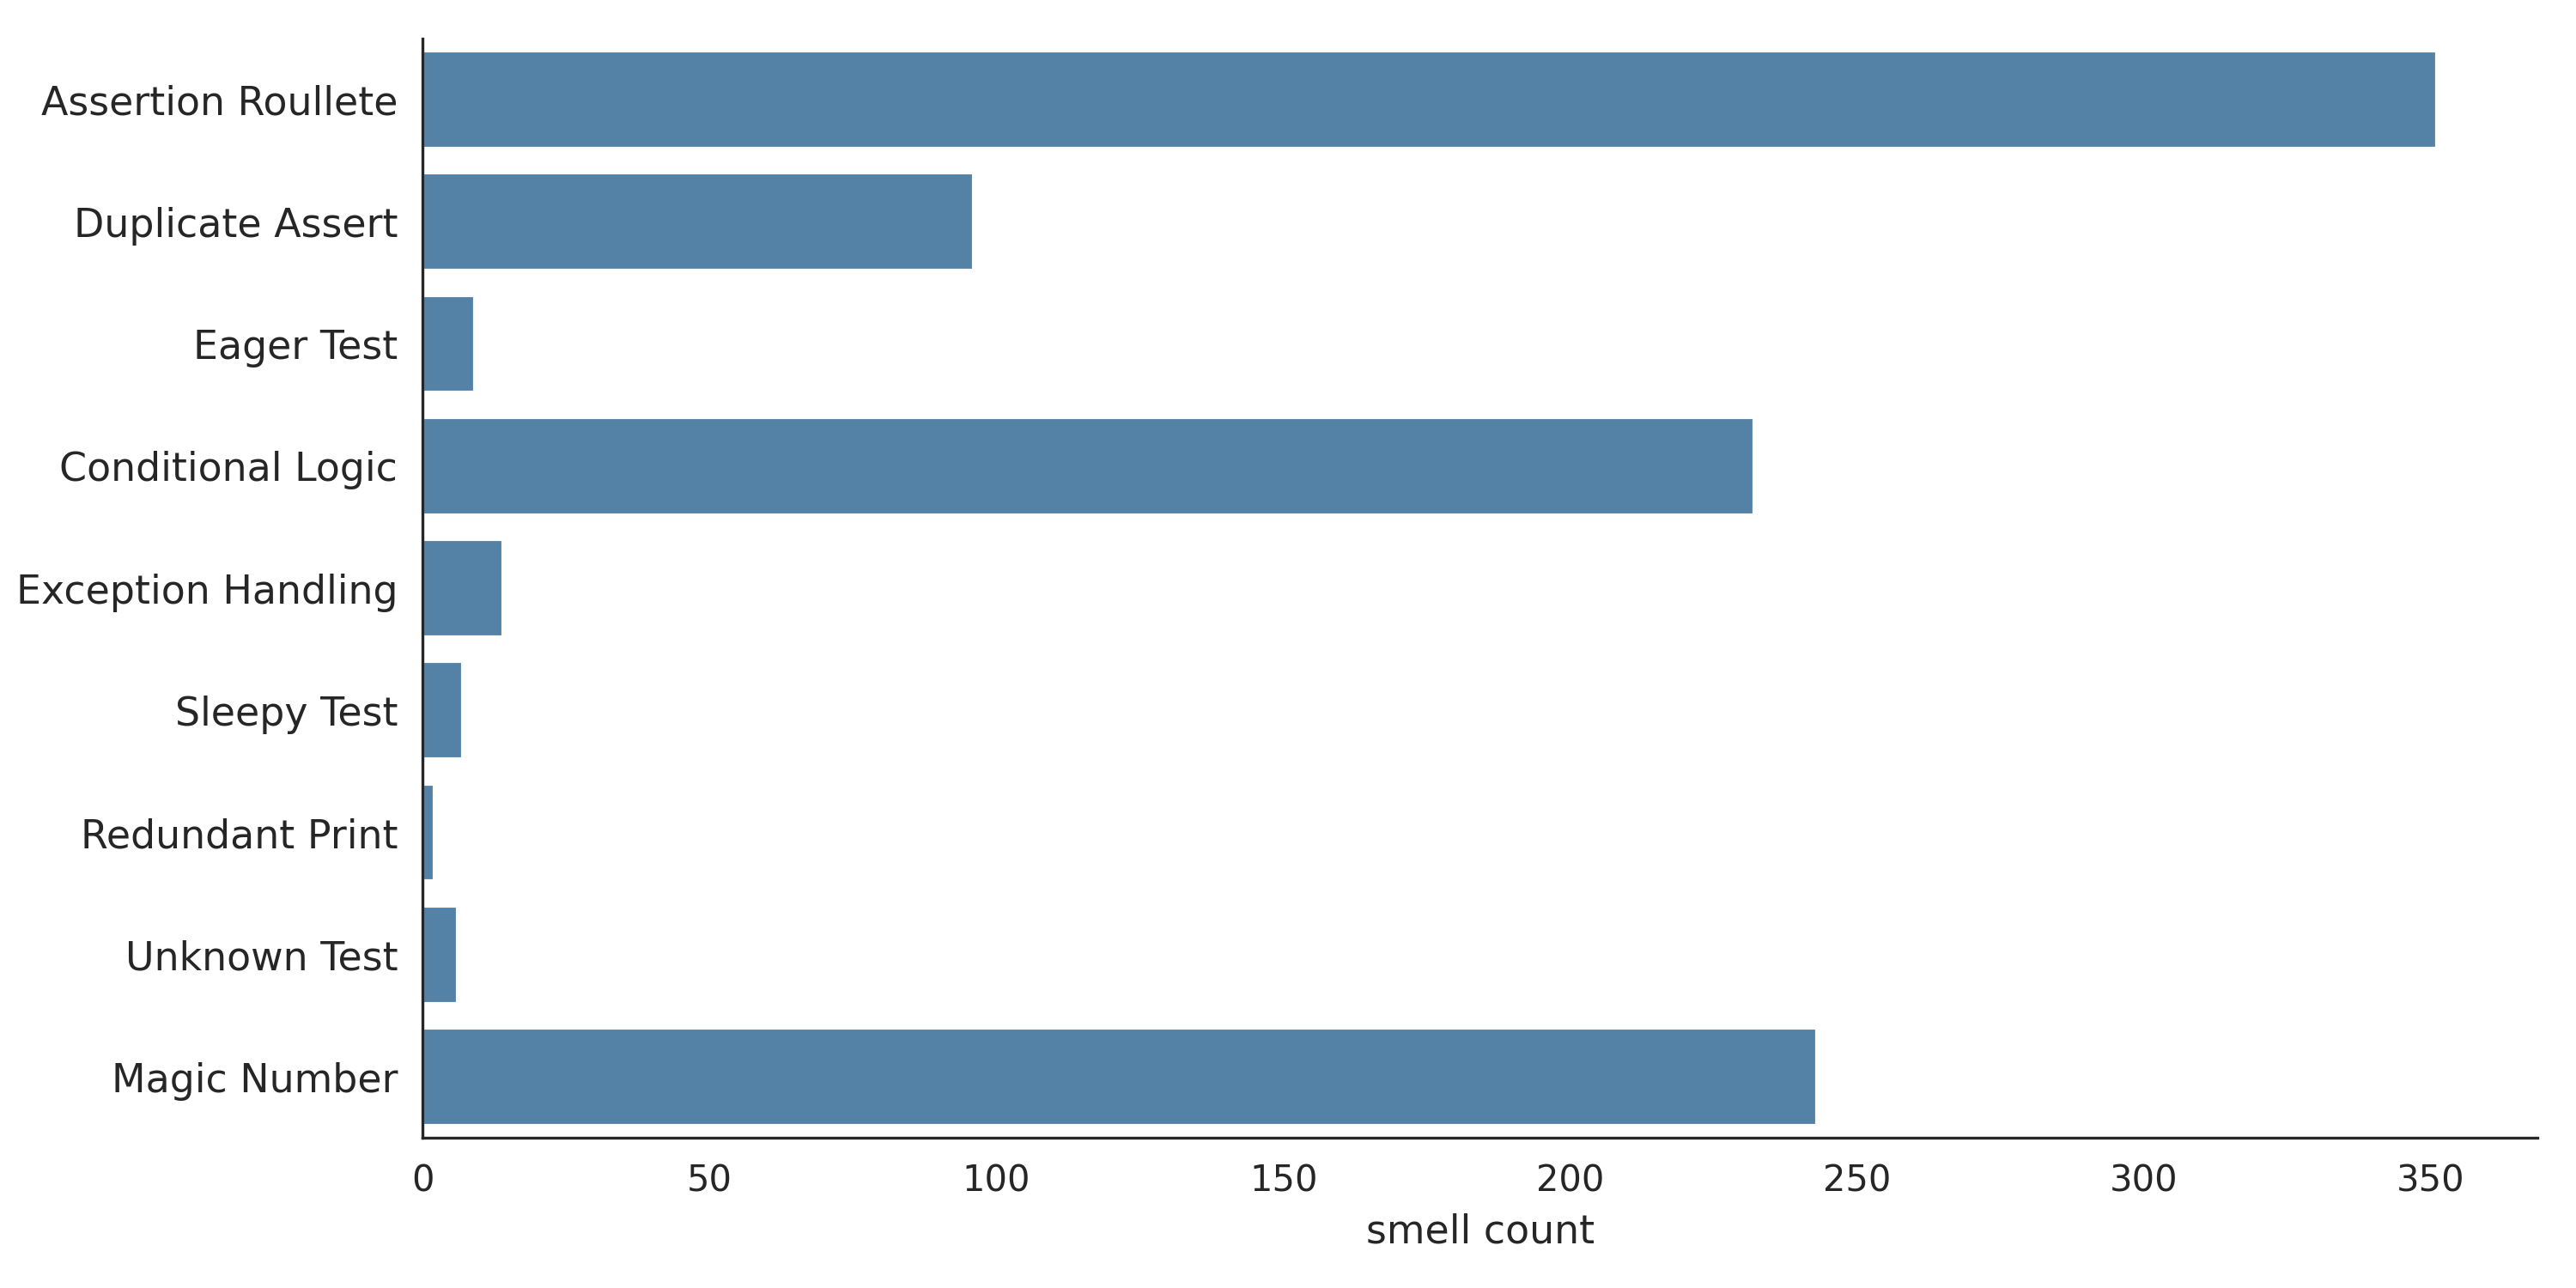 Assertion Roullete
Duplicate Assert
Eager Test
Conditional Logic
Exception Handling
Sleepy Test
Redundant Print
Unknown Test
Magic Number
0 50 100 150 200 250 300 350
smell count